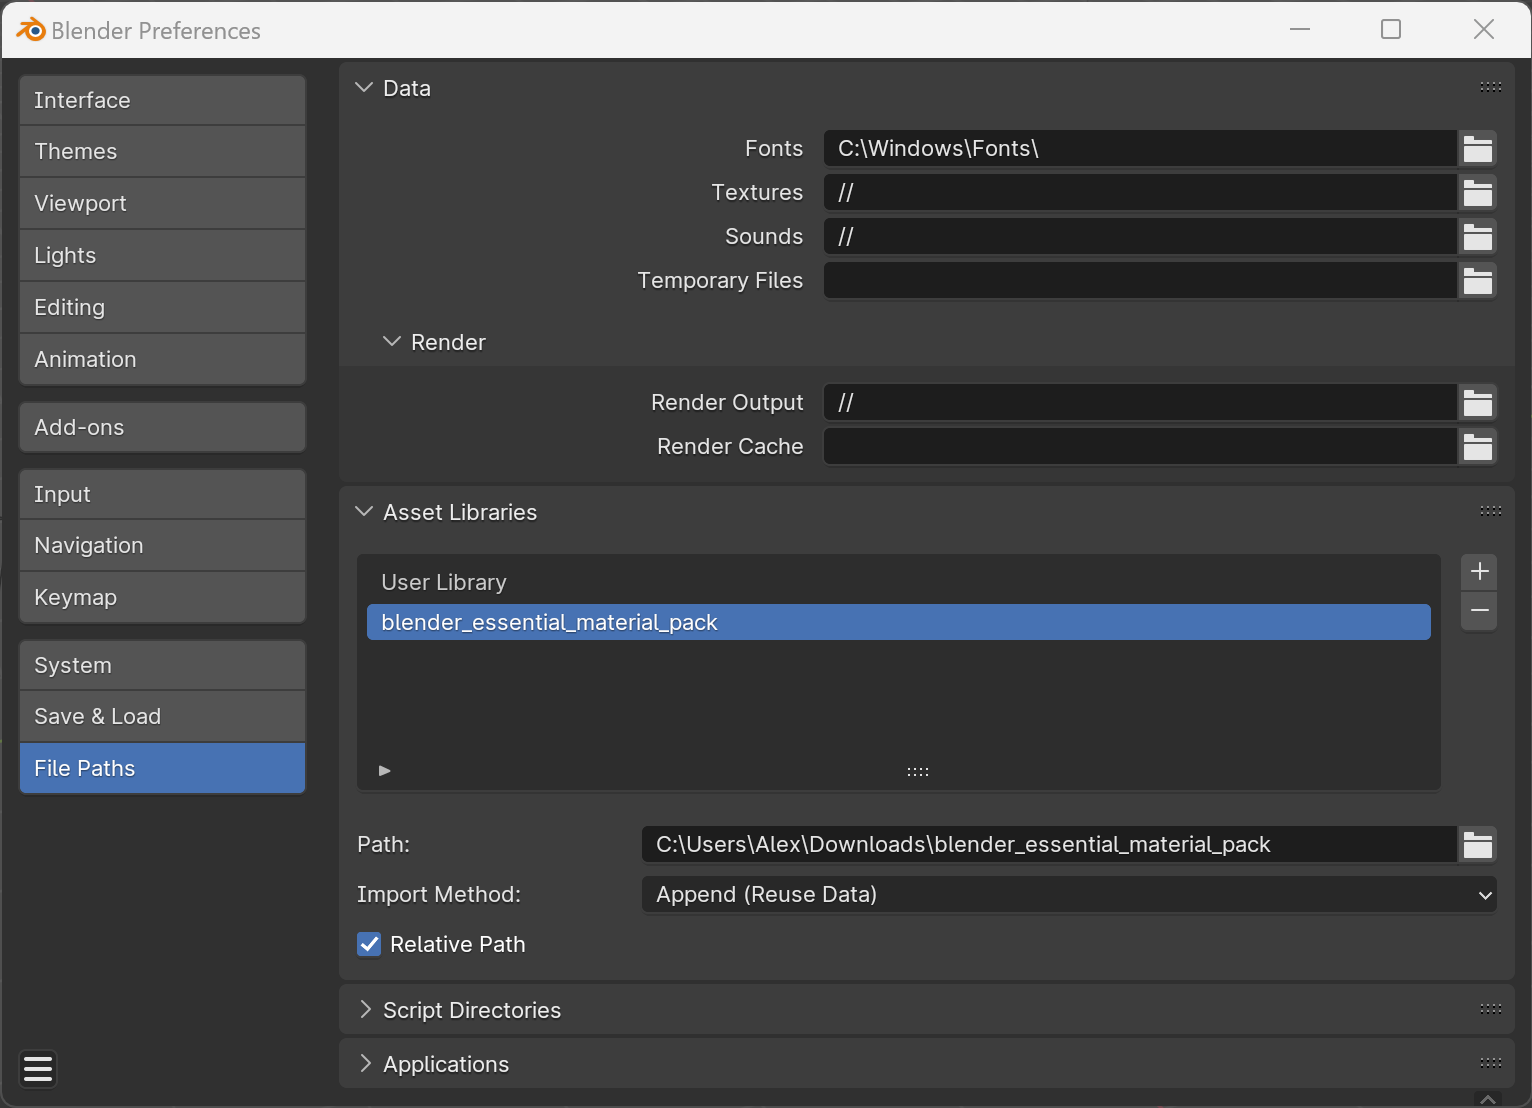 Blender Preferences
Interface
Themes
Viewport
Lights
Editing
Animation
Add-ons
Input
Navigation
Keymap
System
Save & Load
File Paths
Data
Fonts C:\Windows\Fonts\
Textures //
Sounds //
Temporary Files
Render
Render Output //
Render Cache
Asset Libraries
User Library
blender_essential_material_pack
Path: C:\Users\Alex\Downloads\blender_essential_material_pack
Import Method: Append (Reuse Data)
Relative Path
Script Directories
Applications